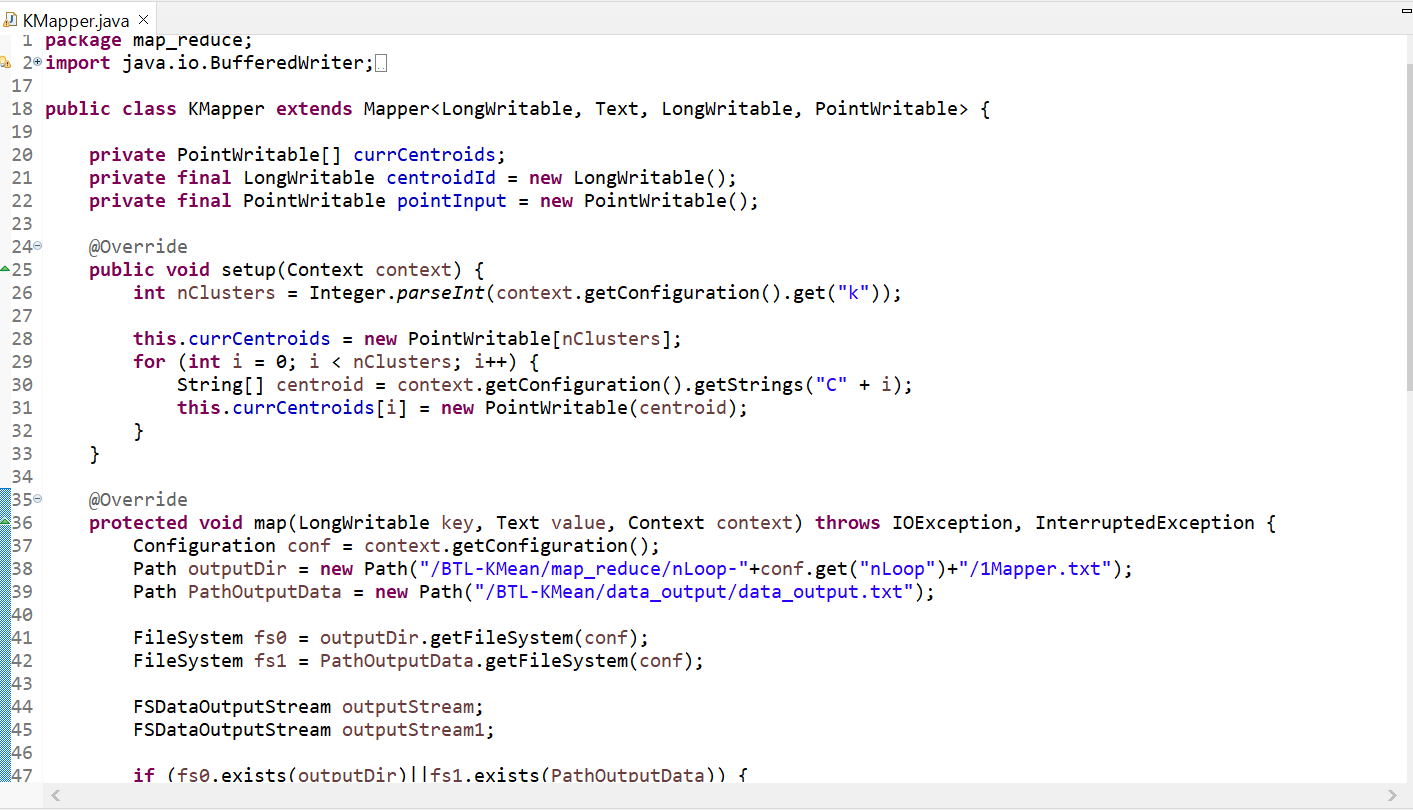 KMapper.java
1 package map_reduce;
2 import java.io.BufferedWriter;
17
18 public class KMapper extends Mapper<LongWritable, Text, LongWritable, PointWritable> {
19
20     private PointWritable[] currCentroids;
21     private final LongWritable centroidId = new LongWritable();
22     private final PointWritable pointInput = new PointWritable();
23
24     @Override
25     public void setup(Context context) {
26         int nClusters = Integer.parseInt(context.getConfiguration().get("k"));
27
28         this.currCentroids = new PointWritable[nClusters];
29         for (int i = 0; i < nClusters; i++) {
30             String[] centroid = context.getConfiguration().getStrings("C" + i);
31             this.currCentroids[i] = new PointWritable(centroid);
32         }
33     }
34
35     @Override
36     protected void map(LongWritable key, Text value, Context context) throws IOException, InterruptedException {
37         Configuration conf = context.getConfiguration();
38         Path outputDir = new Path("/BTL-KMean/map_reduce/nLoop-"+conf.get("nLoop")+"/1Mapper.txt");
39         Path PathOutputData = new Path("/BTL-KMean/data_output/data_output.txt");
40
41         FileSystem fs0 = outputDir.getFileSystem(conf);
42         FileSystem fs1 = PathOutputData.getFileSystem(conf);
43
44         FSDataOutputStream outputStream;
45         FSDataOutputStream outputStream1;
46
47         if (fs0.exists(outputDir)||fs1.exists(PathOutputData)) {